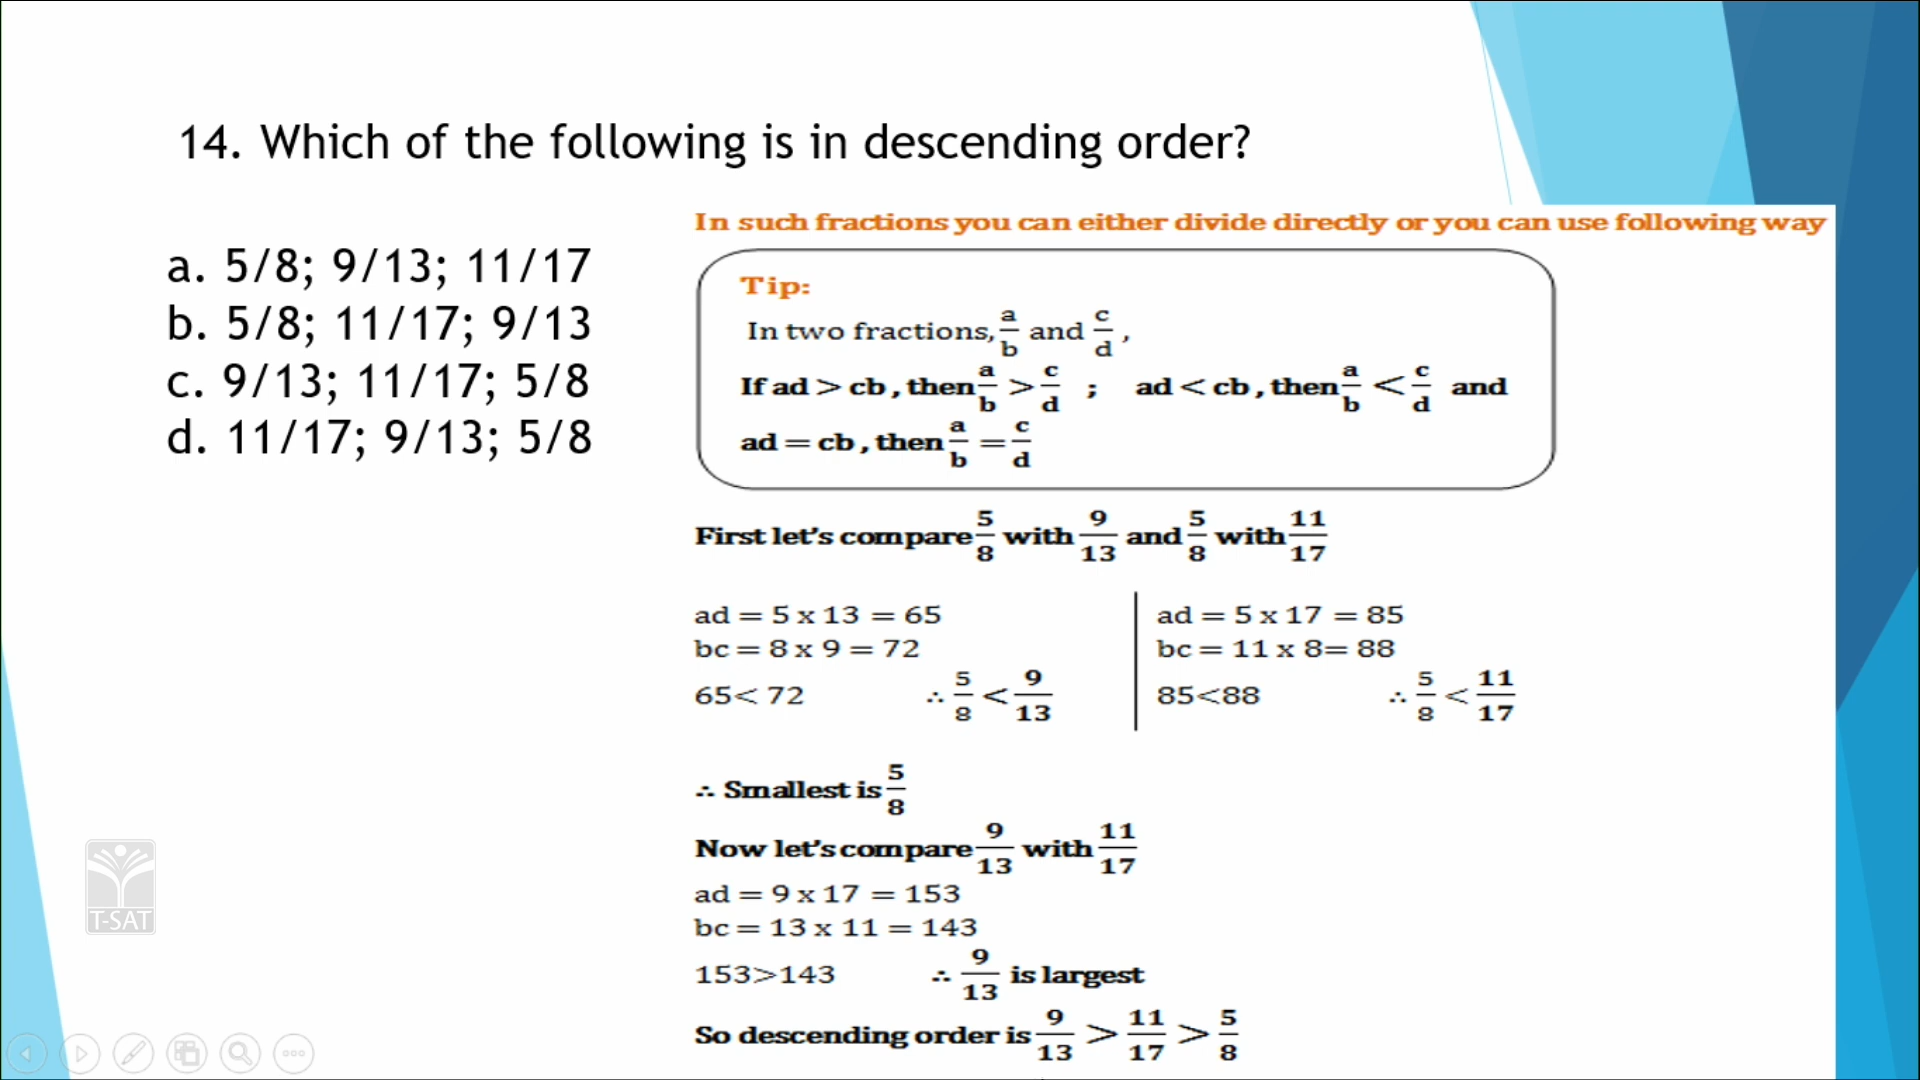 14. Which of the following is in descending order?
a. 5/8; 9/13; 11/17
b. 5/8; 11/17; 9/13
c. 9/13; 11/17; 5/8
d. 11/17; 9/13; 5/8
In such fractions you can either divide directly or you can use following way
Tip:
In two fractions, a/b and c/d ,
If ad > cb , then a/b > c/d ; ad < cb , then a/b < c/d and
ad = cb , then a/b = c/d
First let's compare 5/8 with 9/13 and 5/8 with 11/17
ad = 5 x 13 = 65
bc = 8 x 9 = 72
65< 72 ∴ 5/8 < 9/13
ad = 5 x 17 = 85
bc = 11 x 8= 88
85<88 ∴ 5/8 < 11/17
∴ Smallest is 5/8
Now let's compare 9/13 with 11/17
ad = 9 x 17 = 153
bc = 13 x 11 = 143
153>143 ∴ 9/13 is largest
So descending order is 9/13 > 11/17 > 5/8
T-SAT